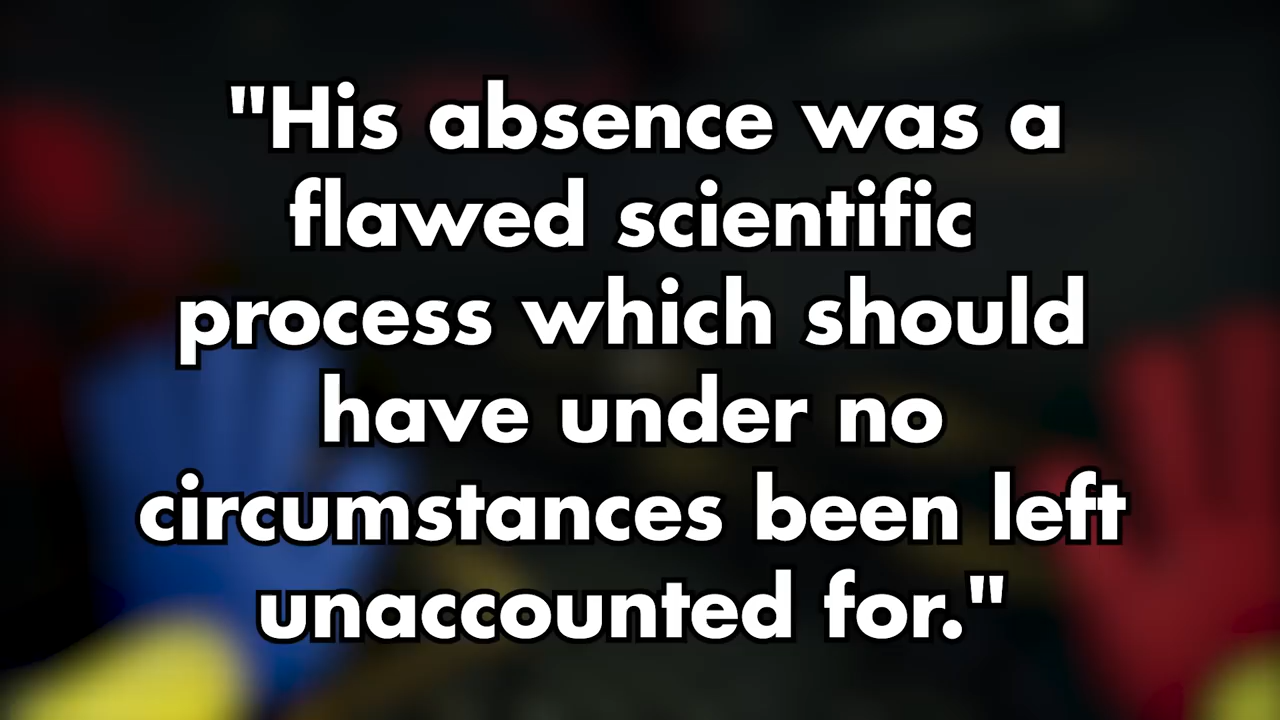 "His absence was a
flawed scientific
process which should
have under no
circumstances been left
unaccounted for."